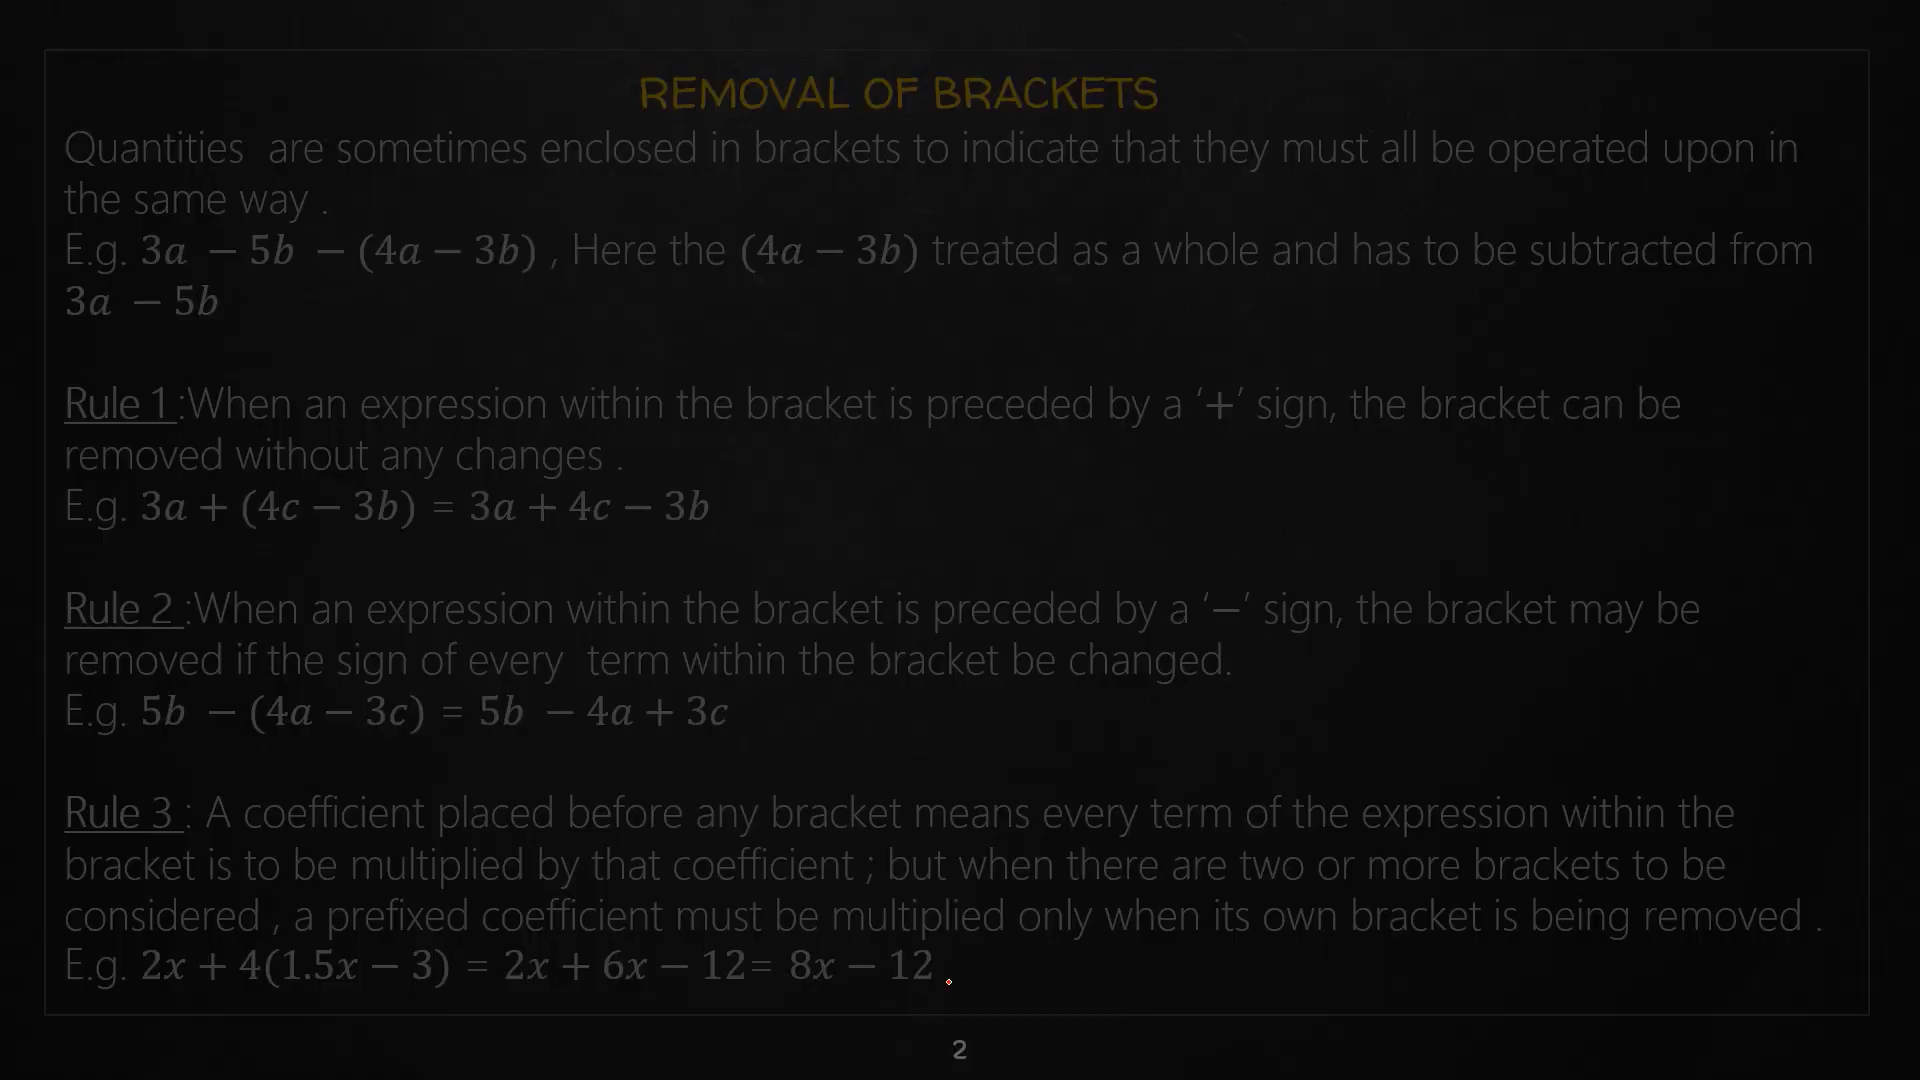 REMOVAL OF BRACKETS
Quantities  are sometimes enclosed in brackets to indicate that they must all be operated upon in
the same way .
E.g. 3a − 5b − (4a − 3b) , Here the (4a − 3b) treated as a whole and has to be subtracted from
3a − 5b
Rule 1 :When an expression within the bracket is preceded by a ‘+’ sign, the bracket can be
removed without any changes .
E.g. 3a + (4c − 3b) = 3a + 4c − 3b
Rule 2 :When an expression within the bracket is preceded by a ‘−’ sign, the bracket may be
removed if the sign of every  term within the bracket be changed.
E.g. 5b − (4a − 3c) = 5b − 4a + 3c
Rule 3 : A coefficient placed before any bracket means every term of the expression within the
bracket is to be multiplied by that coefficient ; but when there are two or more brackets to be
considered , a prefixed coefficient must be multiplied only when its own bracket is being removed .
E.g. 2x + 4(1.5x − 3) = 2x + 6x − 12= 8x − 12 .
2